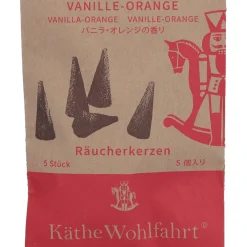 VANILLE-ORANGE
VANILLA-ORANGE VANILLE-ORANGE
バニラ・オレンジの香り
Räucherkerzen
5 Stück 5 個入り
Käthe Wohlfahrt®